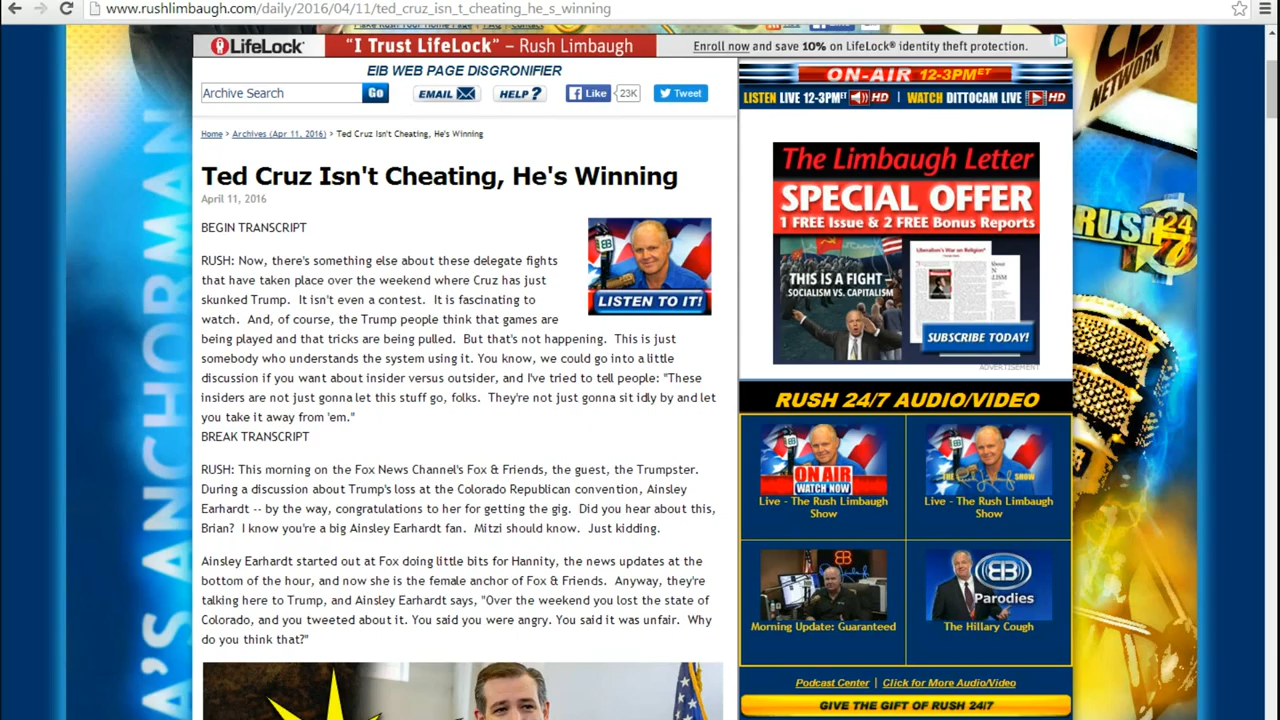 www.rushlimbaugh.com/daily/2016/04/11/ted_cruz_isn_t_cheating_he_s_winning
LifeLock
"I Trust LifeLock" – Rush Limbaugh
Enroll now and save 10% on LifeLock® identity theft protection.
EIB WEB PAGE DISGRONIFIER
Archive Search
Go
EMAIL
HELP ?
Like
23K
Tweet
Home > Archives (Apr 11, 2016) > Ted Cruz Isn't Cheating, He's Winning
Ted Cruz Isn't Cheating, He's Winning
April 11, 2016
BEGIN TRANSCRIPT
LISTEN TO IT!
RUSH: Now, here's something else about these delegate fights
that have taken place over the weekend where Cruz has just
skunked Trump. It isn't even a contest. It is fascinating to
watch. And, of course, the Trump people think that games are
being played and that tricks are being pulled. But that's not happening. This is just
somebody who understands the system using it. You know, we could go into a little
discussion if you want about insider versus outsider, and I've tried to tell people: "These
insiders are not just gonna let this stuff go, folks. They're not just gonna sit idly by and let
you take it away from 'em."
BREAK TRANSCRIPT
RUSH: This morning on the Fox News Channel's Fox & Friends, the guest, the Trumpster.
During a discussion about Trump's loss at the Colorado Republican convention, Ainsley
Earhardt -- by the way, congratulations to her for getting the gig. Did you hear about this,
Brian? I know you're a big Ainsley Earhardt fan. Mitzi should know. Just kidding.
Ainsley Earhardt started out at Fox doing little bits for Hannity, the news updates at the
bottom of the hour, and now she is the female anchor of Fox & Friends. Anyway, they're
talking here to Trump, and Ainsley Earhardt says, "Over the weekend you lost the state of
Colorado, and you tweeted about it. You said you were angry. You said it was unfair. Why
do you think that?"
ON-AIR 12-3PM ET
LISTEN LIVE 12-3PM ET HD | WATCH DITTOCAM LIVE HD
The Limbaugh Letter
SPECIAL OFFER
1 FREE Issue & 2 FREE Bonus Reports
THIS IS A FIGHT–
SOCIALISM VS. CAPITALISM
Liberalism's War on Religion
SUBSCRIBE TODAY!
ADVERTISEMENT
RUSH 24/7 AUDIO/VIDEO
ON AIR
WATCH NOW
Live - The Rush Limbaugh
Show
Live - The Rush Limbaugh
Show
EIB
Morning Update: Guaranteed
EIB
Parodies
The Hillary Cough
Podcast Center | Click for More Audio/Video
GIVE THE GIFT OF RUSH 24/7
NETWORK
RUSH 24/7
A'S ANCHORMAN